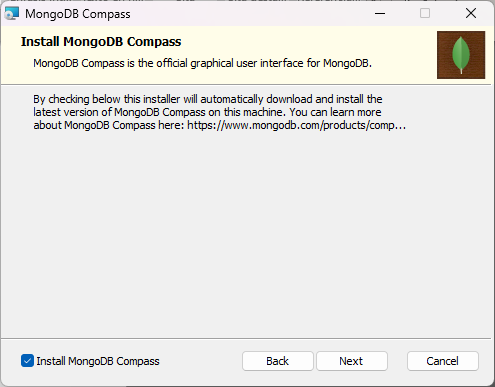 MongoDB Compass
Install MongoDB Compass
MongoDB Compass is the official graphical user interface for MongoDB.
By checking below this installer will automatically download and install the
latest version of MongoDB Compass on this machine. You can learn more
about MongoDB Compass here: https://www.mongodb.com/products/comp...
Install MongoDB Compass
Back
Next
Cancel